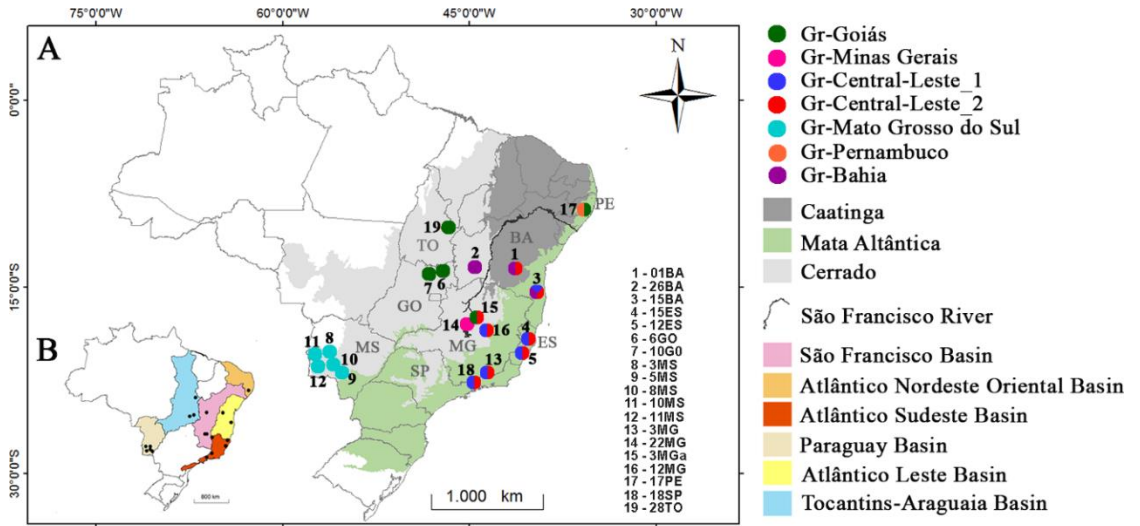 75°0'0"W
60°0'0"W
45°0'0"W
30°0'0"W
A
N
0°0'0"
15°0'0"S
30°0'0"S
17
PE
19
TO
BA
2
1
7
6
3
GO
15
14
16
4
MG
ES
5
11
8
MS
10
12
9
SP
13
18
1 - 01BA
2 - 26BA
3 - 15BA
4 - 15ES
5 - 12ES
6 - 6GO
7 - 10G0
8 - 3MS
9 - 5MS
10 - 8MS
11 - 10MS
12 - 11MS
13 - 3MG
14 - 22MG
15 - 3MGa
16 - 12MG
17 - 17PE
18 - 18SP
19 - 28TO
1.000 km
B
800 km
Gr-Goiás
Gr-Minas Gerais
Gr-Central-Leste_1
Gr-Central-Leste_2
Gr-Mato Grosso do Sul
Gr-Pernambuco
Gr-Bahia
Caatinga
Mata Altântica
Cerrado
São Francisco River
São Francisco Basin
Atlântico Nordeste Oriental Basin
Atlântico Sudeste Basin
Paraguay Basin
Atlântico Leste Basin
Tocantins-Araguaia Basin